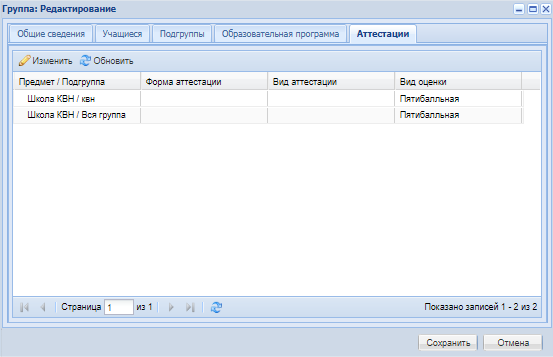 Группа: Редактирование
Общие сведения Учащиеся Подгруппы Образовательная программа Аттестации
Изменить Обновить
Предмет / Подгруппа Форма аттестации Вид аттестации Вид оценки
Школа КВН / квн Пятибалльная
Школа КВН / Вся группа Пятибалльная
Страница 1 из 1 Показано записей 1 - 2 из 2
Сохранить Отмена